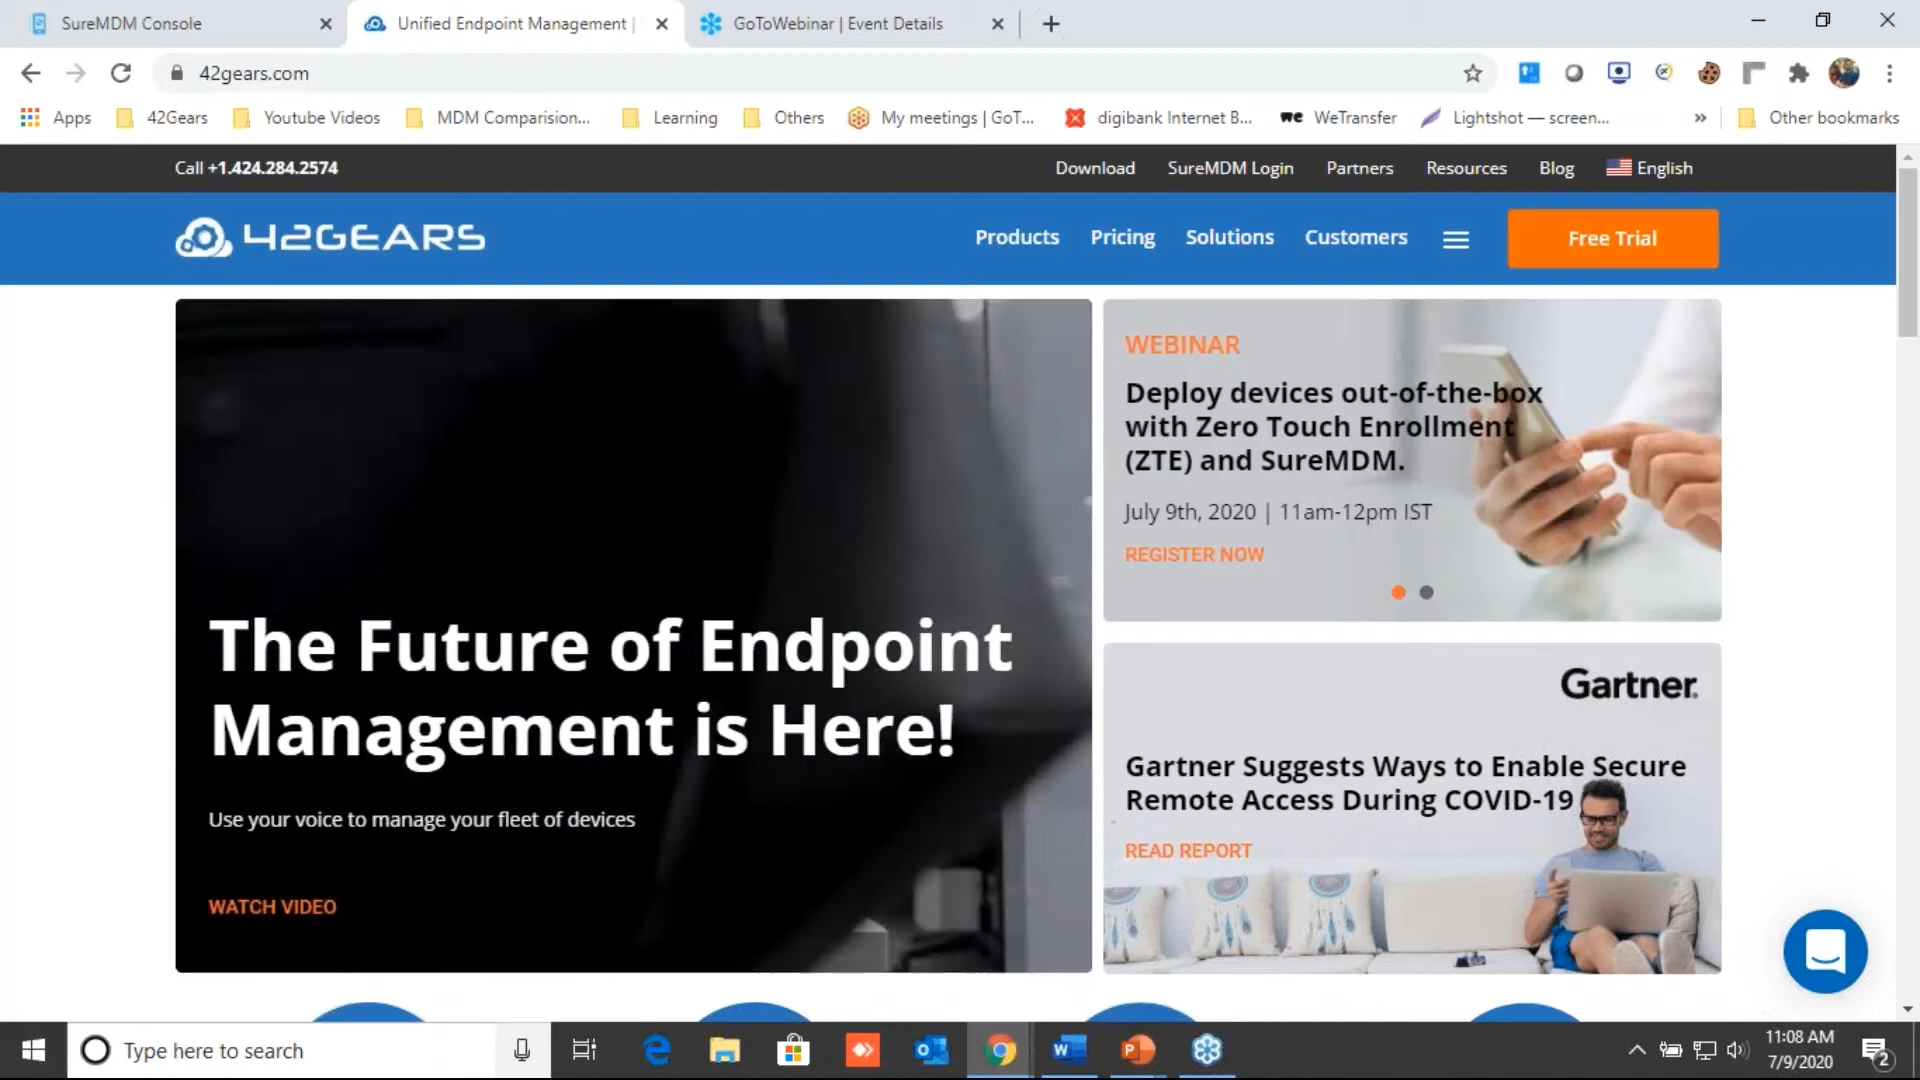 SureMDM Console
Unified Endpoint Management |
GoToWebinar | Event Details
42gears.com
Apps
42Gears
Youtube Videos
MDM Comparision...
Learning
Others
My meetings | GoT...
digibank Internet B...
we WeTransfer
Lightshot — screen...
»
Other bookmarks
Call +1.424.284.2574
Download
SureMDM Login
Partners
Resources
Blog
English
42GEARS
Products
Pricing
Solutions
Customers
Free Trial
The Future of Endpoint
Management is Here!
Use your voice to manage your fleet of devices
WATCH VIDEO
WEBINAR
Deploy devices out-of-the-box
with Zero Touch Enrollment
(ZTE) and SureMDM.
July 9th, 2020 | 11am-12pm IST
REGISTER NOW
Gartner.
Gartner Suggests Ways to Enable Secure
Remote Access During COVID-19
READ REPORT
Type here to search
11:08 AM
7/9/2020
2